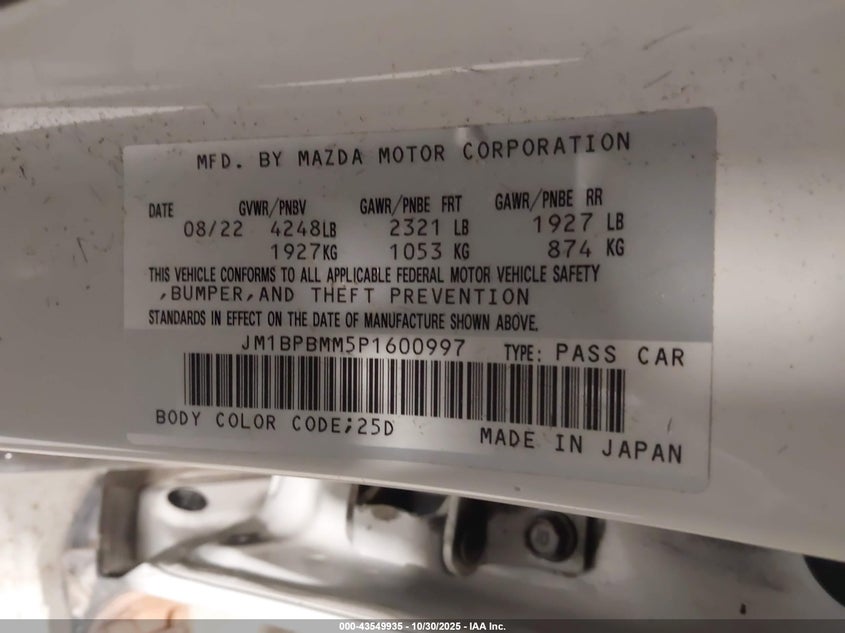 MFD. BY MAZDA MOTOR CORPORATION
DATE GVWR/PNBV GAWR/PNBE FRT GAWR/PNBE RR
08/22 4248LB 2321 LB 1927 LB
1927KG 1053 KG 874 KG
THIS VEHICLE CONFORMS TO ALL APPLICABLE FEDERAL MOTOR VEHICLE SAFETY
,BUMPER,AND THEFT PREVENTION
STANDARDS IN EFFECT ON THE DATE OF MANUFACTURE SHOWN ABOVE.
JM1BPBMM5P1600997 TYPE: PASS CAR
BODY COLOR CODE;25D MADE IN JAPAN
000-43549935 - 10/30/2025 - IAA Inc.